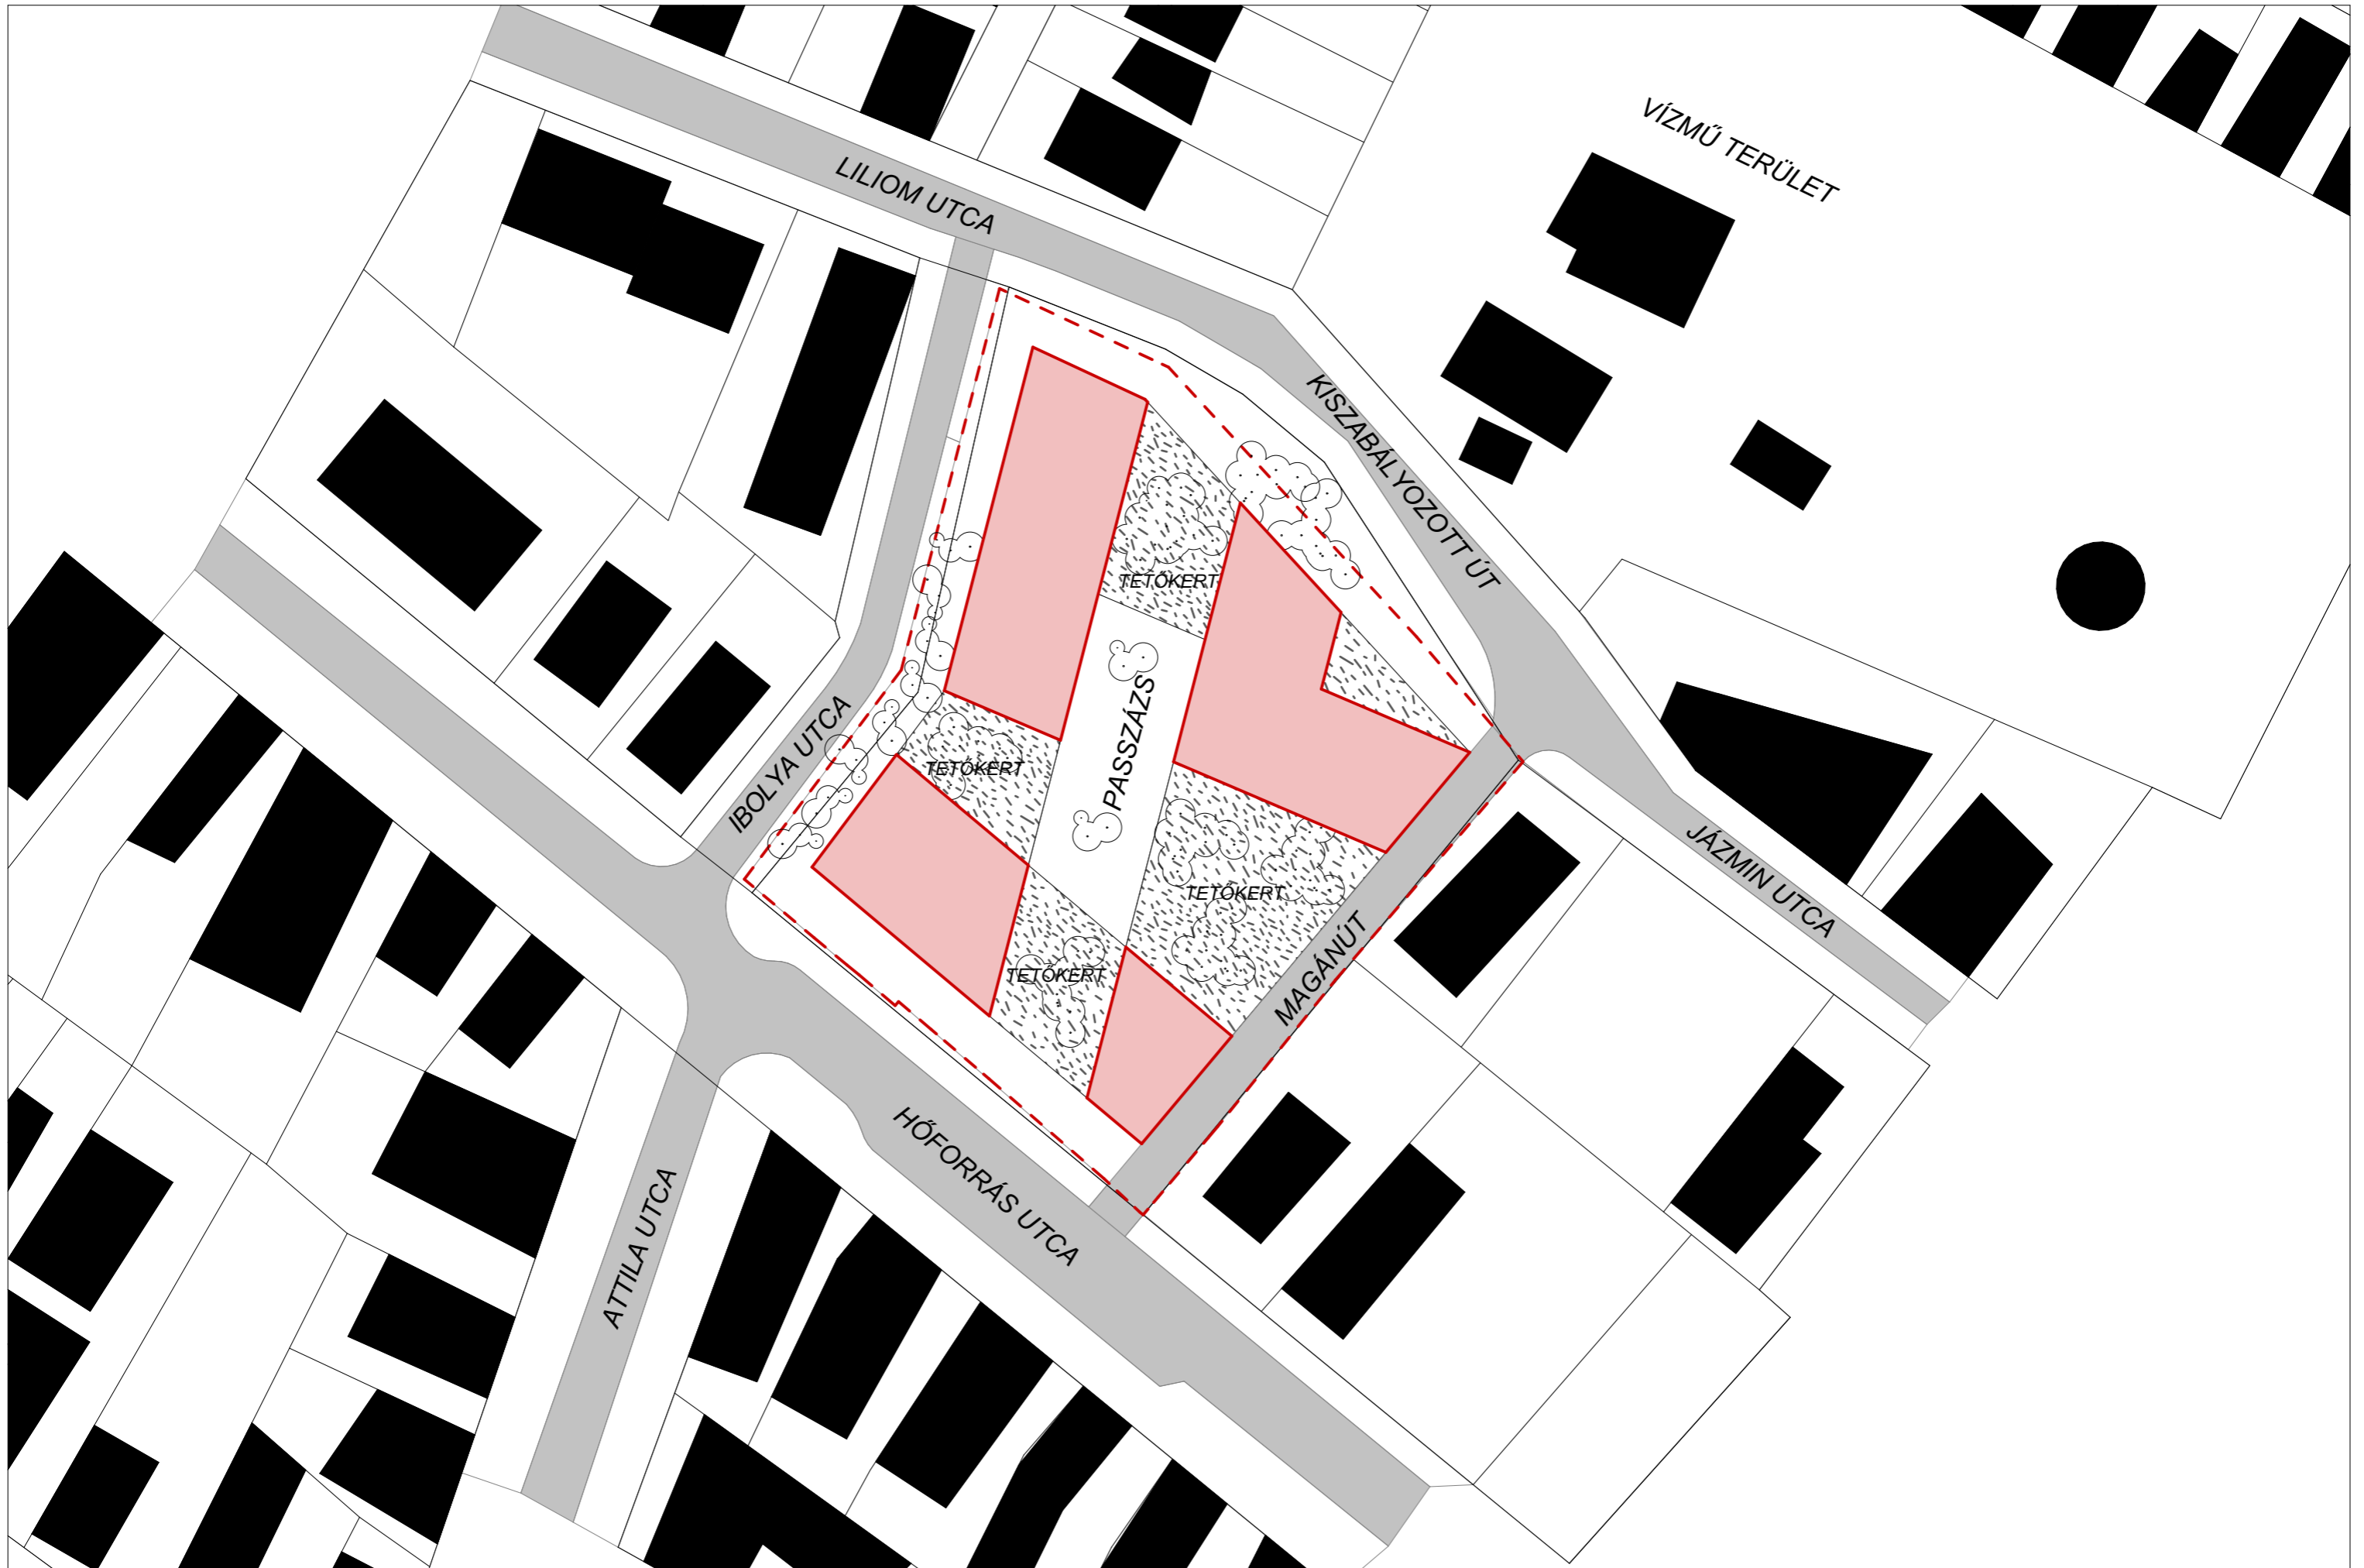 VÍZMŰ TERÜLET
LILIOM UTCA
KISZABÁLYOZOTT ÚT
TETŐKERT
PASSZÁZS
IBOLYA UTCA
TETŐKERT
JÁZMIN UTCA
TETŐKERT
MAGÁNÚT
TETŐKERT
HŐFORRÁS UTCA
ATTILA UTCA